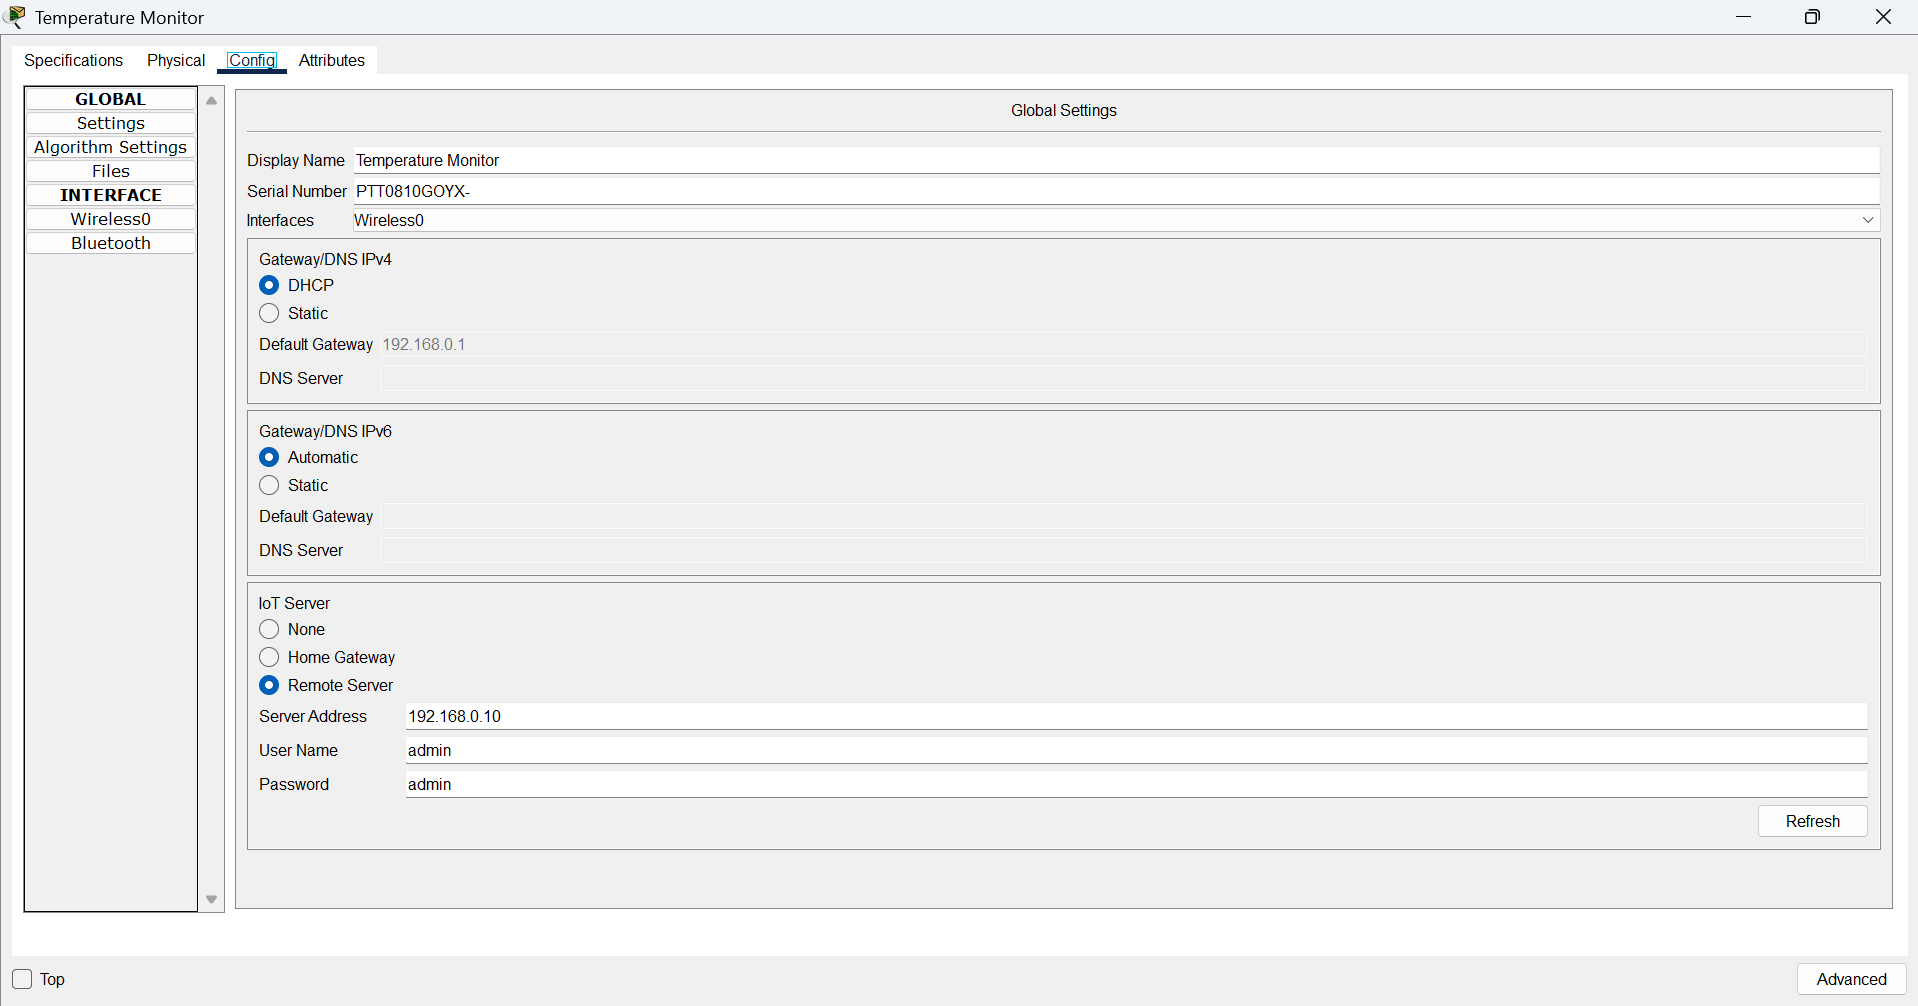 Temperature Monitor
Specifications Physical Config Attributes
GLOBAL
Settings
Algorithm Settings
Files
INTERFACE
Wireless0
Bluetooth
Global Settings
Display Name Temperature Monitor
Serial Number PTT0810GOYX-
Interfaces Wireless0
Gateway/DNS IPv4
DHCP
Static
Default Gateway 192.168.0.1
DNS Server
Gateway/DNS IPv6
Automatic
Static
Default Gateway
DNS Server
IoT Server
None
Home Gateway
Remote Server
Server Address 192.168.0.10
User Name admin
Password admin
Refresh
Top
Advanced